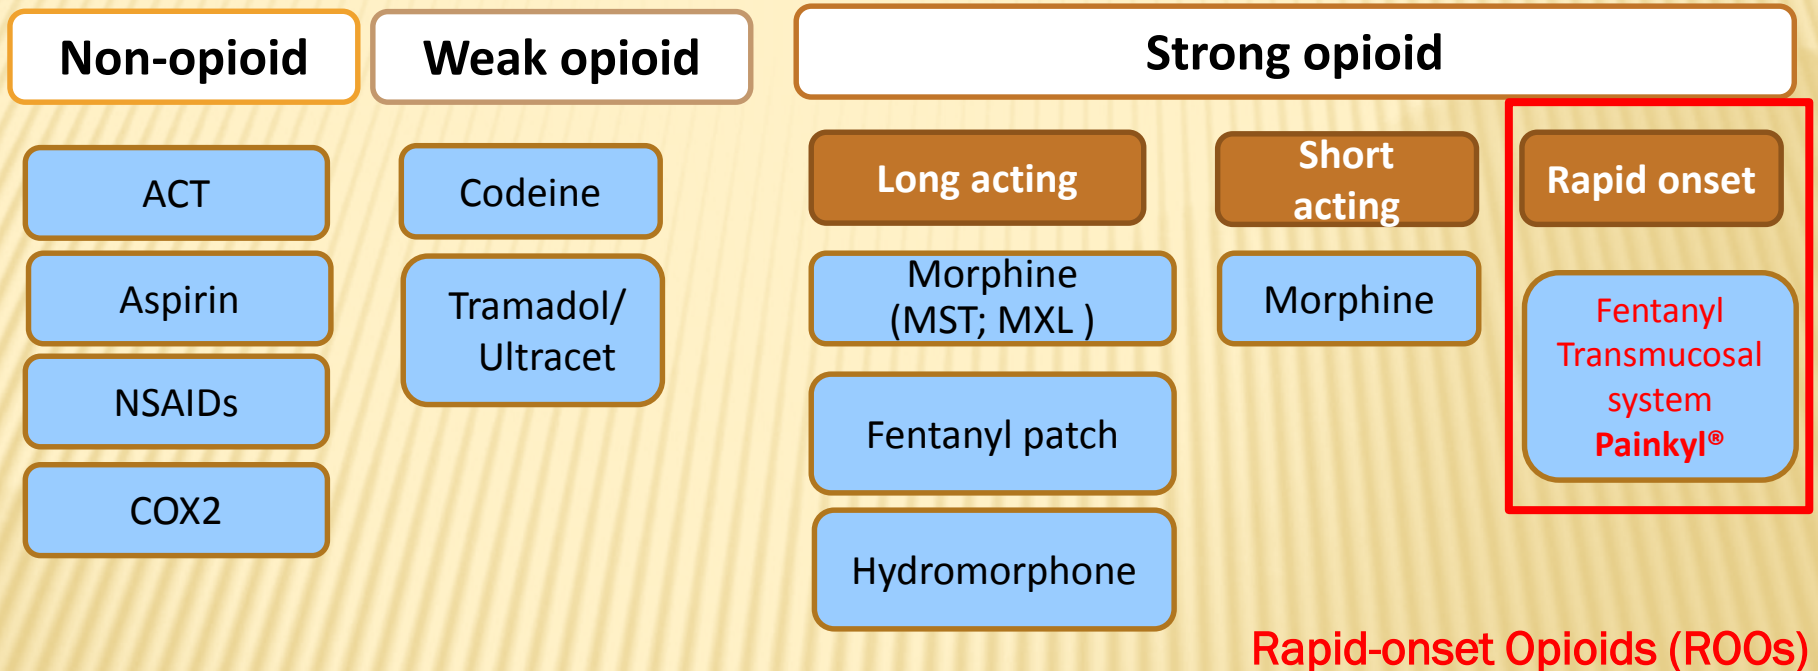 Non-opioid
Weak opioid
Strong opioid
ACT
Aspirin
NSAIDs
COX2
Codeine
Tramadol/
Ultracet
Long acting
Morphine
(MST; MXL )
Fentanyl patch
Hydromorphone
Short
acting
Morphine
Rapid onset
Fentanyl
Transmucosal
system
Painkyl®
Rapid-onset Opioids (ROOs)